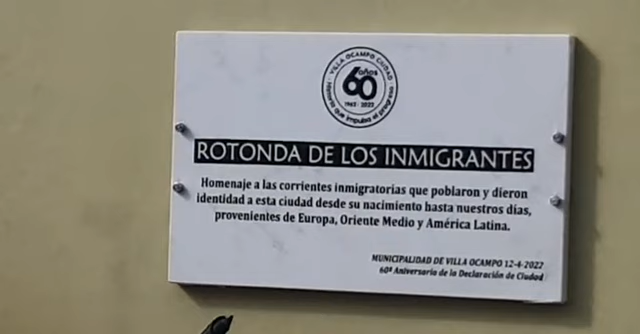 VILLA OCAMPO CIUDAD
60 años
1962 - 2022
ROTONDA DE LOS INMIGRANTES
Homenaje a las corrientes inmigratorias que poblaron y dieron
identidad a esta ciudad desde su nacimiento hasta nuestros días,
provenientes de Europa, Oriente Medio y América Latina.
MUNICIPALIDAD DE VILLA OCAMPO 12-4-2022
60º Aniversario de la Declaración de Ciudad